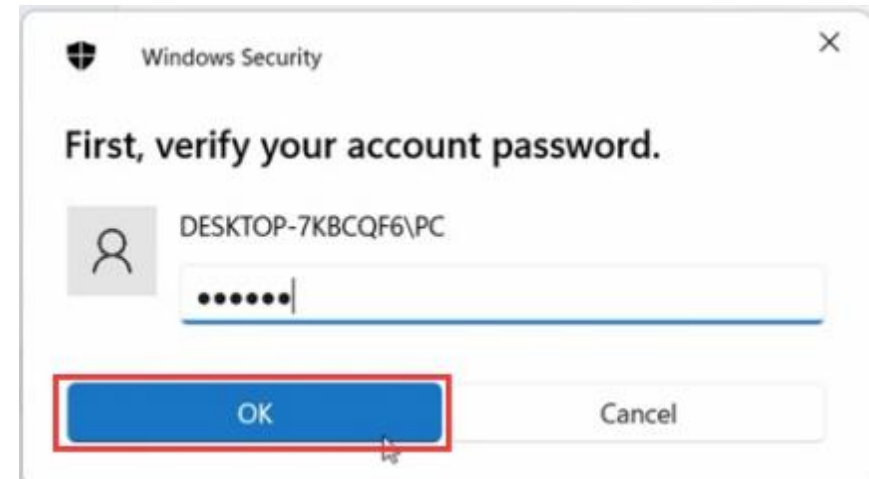 Windows Security
First, verify your account password.
DESKTOP-7KBCQF6\PC
••••••
OK
Cancel